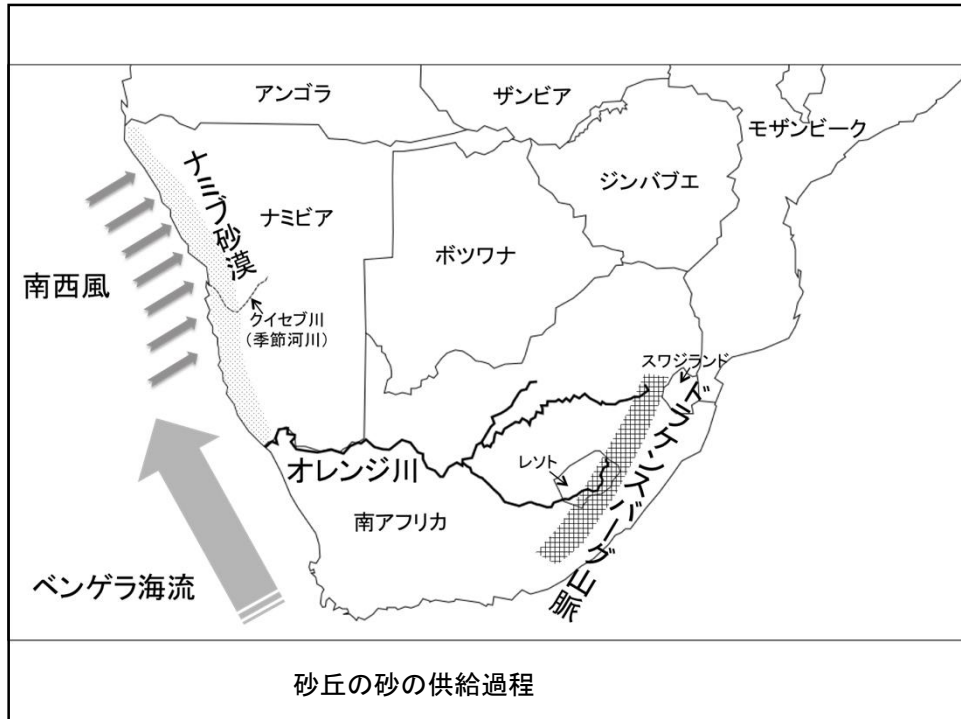 アンゴラ
ザンビア
モザンビーク
ナミブ砂漠
ナミビア
ジンバブエ
ボツワナ
南西風
クイセブ川
（季節河川）
スワジランド
ドラケンスバーグ山脈
オレンジ川
レソト
南アフリカ
ベンゲラ海流
砂丘の砂の供給過程